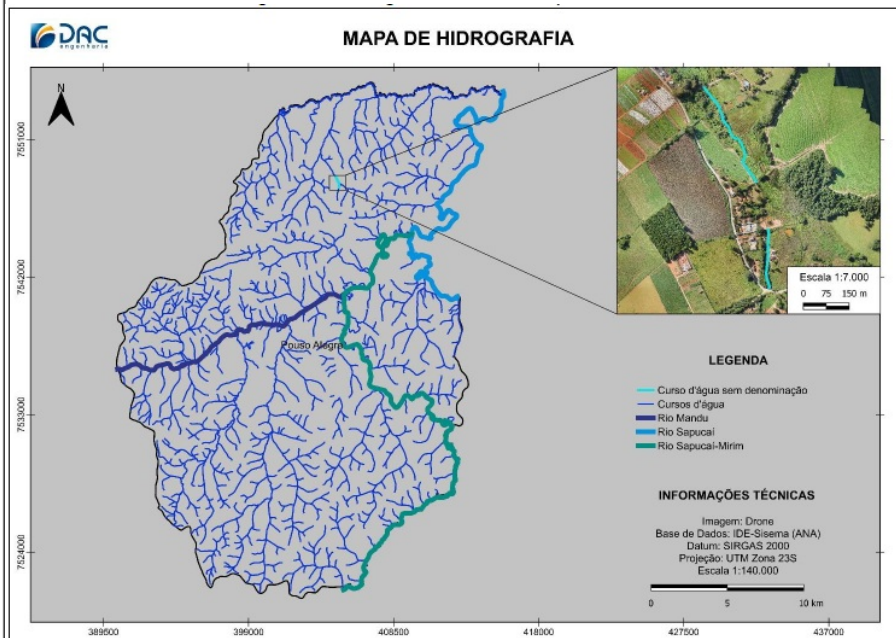 DAC
engenharia
MAPA DE HIDROGRAFIA
N
7551000
7542000
7533000
7524000
Pouso Alegre
Escala 1:7.000
0 75 150 m
LEGENDA
Curso d'água sem denominação
Cursos d'água
Rio Mandu
Rio Sapucaí
Rio Sapucaí-Mirim
INFORMAÇÕES TÉCNICAS
Imagem: Drone
Base de Dados: IDE-Sisema (ANA)
Datum: SIRGAS 2000
Projeção: UTM Zona 23S
Escala 1:140.000
0 5 10 km
389500 399000 408500 418000 427500 437000